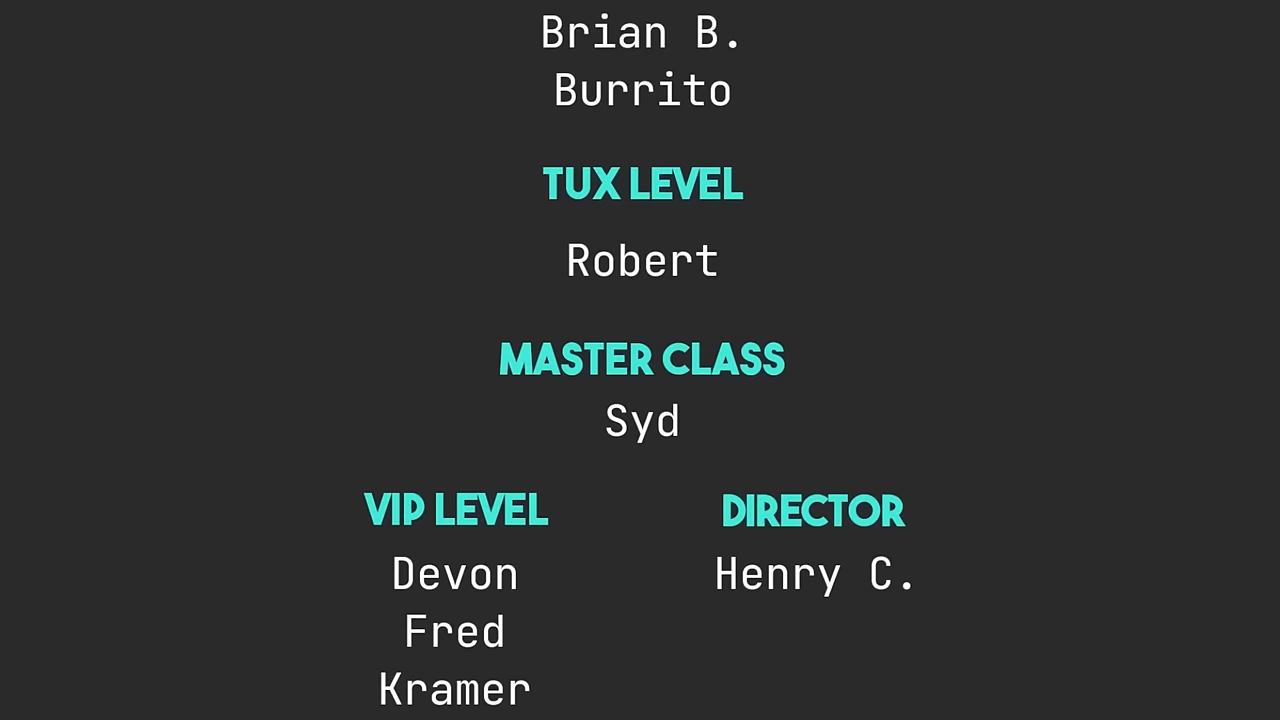 Brian B.
Burrito
TUX LEVEL
Robert
MASTER CLASS
Syd
VIP LEVEL
Devon
Fred
Kramer
DIRECTOR
Henry C.